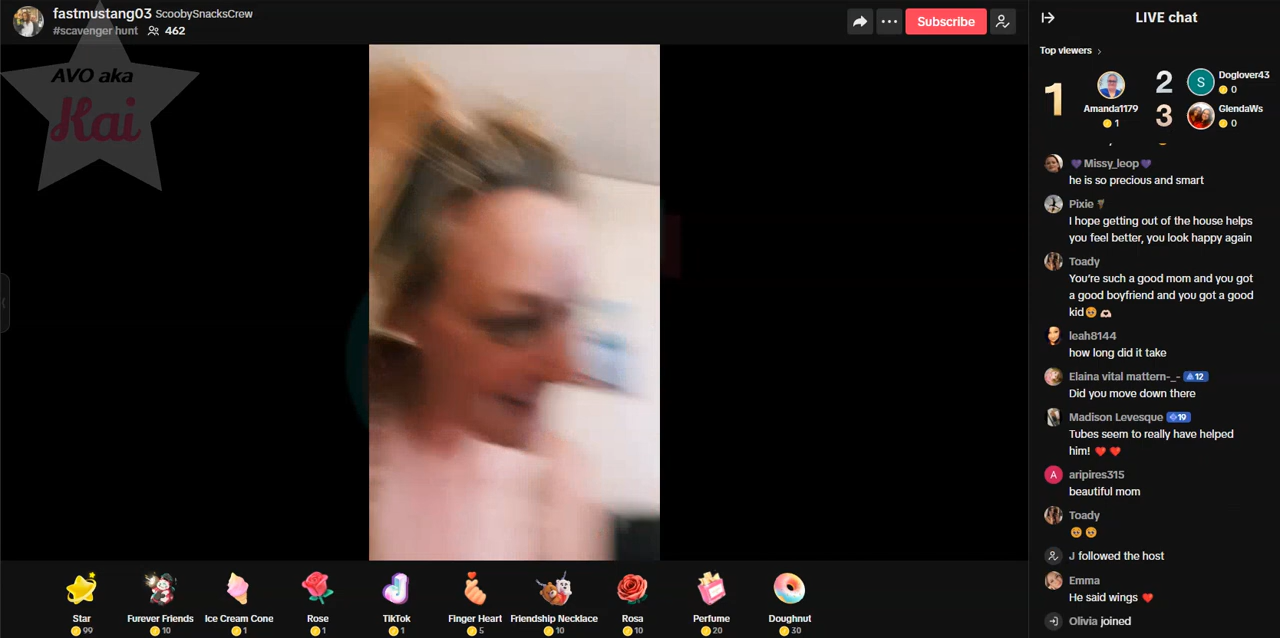 fastmustang03 ScoobySnacksCrew
#scavenger hunt 462
Subscribe
AVO aka
Kai
LIVE chat
Top viewers
1
Amanda1179
1
2
S
Doglover43
0
3
GlendaWs
0
Missy_leop
he is so precious and smart
Pixie
I hope getting out of the house helps
you feel better, you look happy again
Toady
You're such a good mom and you got
a good boyfriend and you got a good
kid
leah8144
how long did it take
Elaina vital mattern-_- 12
Did you move down there
Madison Levesque 19
Tubes seem to really have helped
him!
A
aripires315
beautiful mom
Toady
J followed the host
Emma
He said wings
Olivia joined
Star
99
Furever Friends
10
Ice Cream Cone
1
Rose
1
TikTok
1
Finger Heart
5
Friendship Necklace
10
Rosa
10
Perfume
20
Doughnut
30